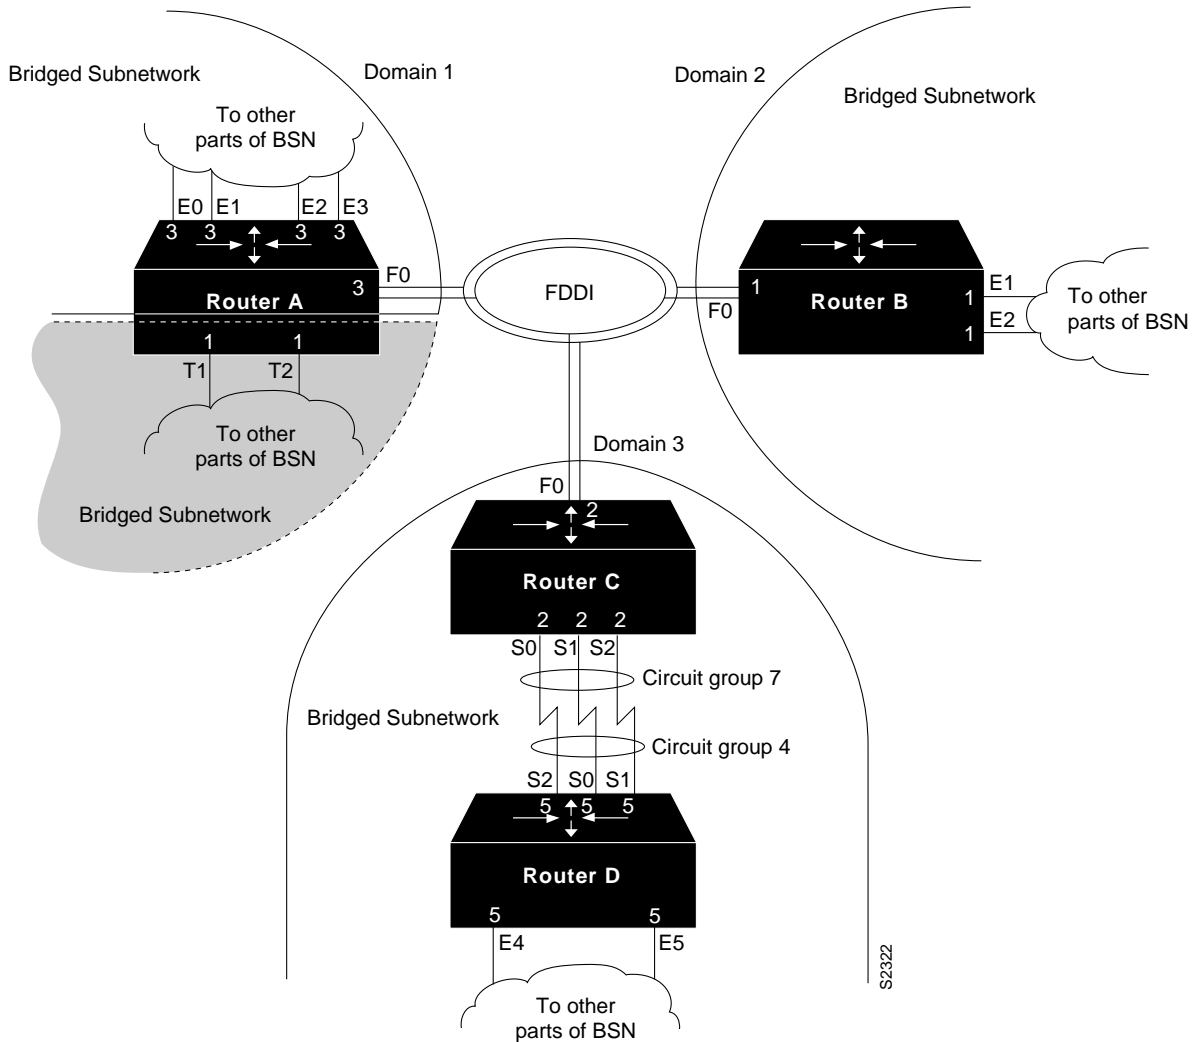 Bridged Subnetwork
Domain 1
Domain 2
Bridged Subnetwork
To other
parts of BSN
E0 E1 E2 E3
3 3 3 3
F0
3
Router A
1 1
T1 T2
To other
parts of BSN
Bridged Subnetwork
FDDI
1
F0
Router B
E1
1
E2
1
To other
parts of BSN
Domain 3
F0
2
Router C
2 2 2
S0 S1 S2
Circuit group 7
Bridged Subnetwork
Circuit group 4
S2 S0 S1
5 5 5
Router D
5 5
E4 E5
To other
parts of BSN
S2322